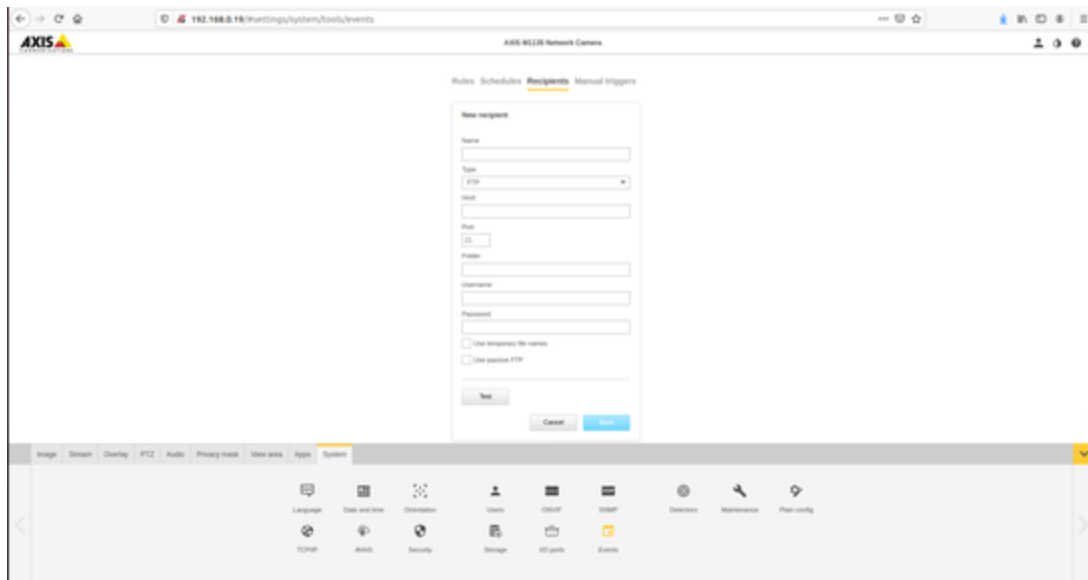 192.168.0.19/#settings/system/tools/events
AXIS
COMMUNICATIONS
AXIS M1135 Network Camera
Rules Schedules Recipients Manual triggers
New recipient
Name
Type
FTP
Host
Port
21
Folder
Username
Password
Use temporary file names
Use passive FTP
Test
Cancel Save
Image Stream Overlay PTZ Audio Privacy mask View area Apps System
Language Date and time Orientation Users ONVIF SNMP Detectors Maintenance Plain config
TCP/IP AVHS Security Storage I/O ports Events